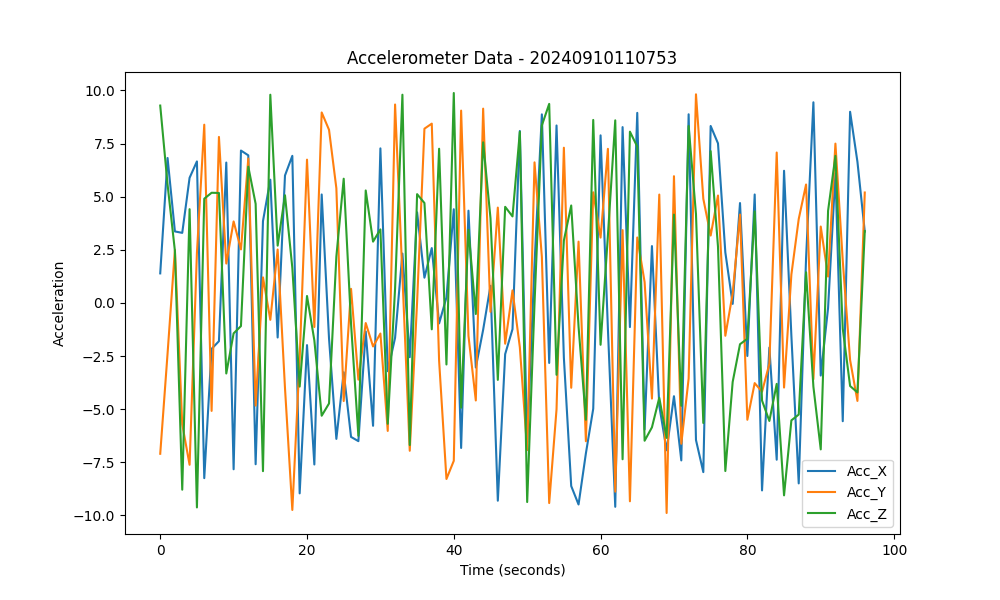 Accelerometer Data - 20240910110753
10.0
7.5
5.0
2.5
0.0
−2.5
−5.0
−7.5
−10.0
Acceleration
Acc_X
Acc_Y
Acc_Z
0 20 40 60 80 100
Time (seconds)